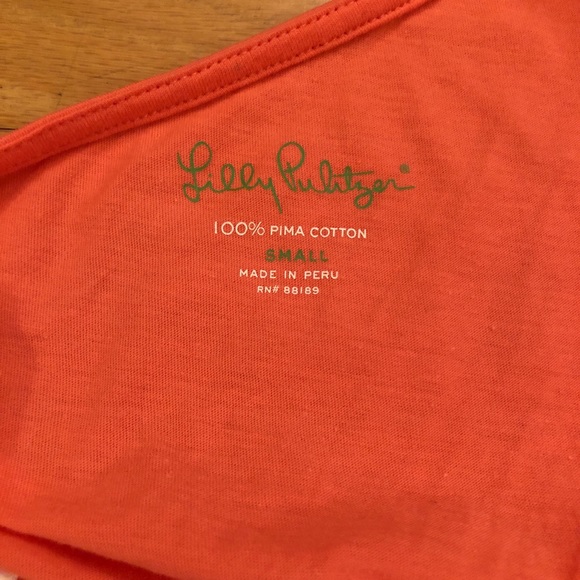 Lilly Pulitzer®
100% PIMA COTTON
SMALL
MADE IN PERU
RN# 88189